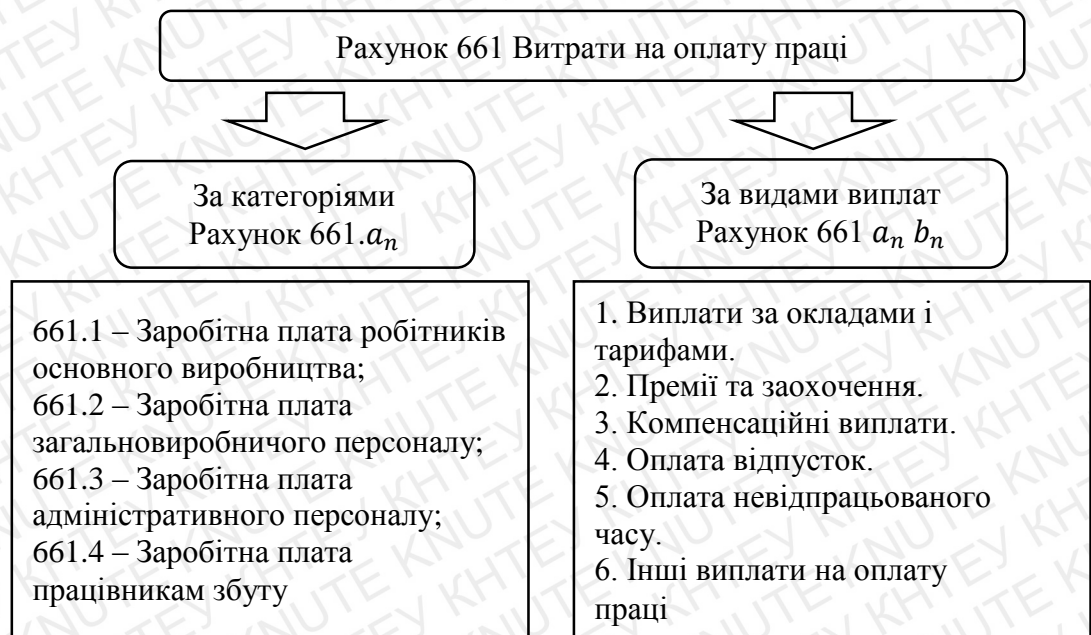 Рахунок 661 Витрати на оплату праці
За категоріями
Рахунок 661.aₙ
За видами виплат
Рахунок 661 aₙ bₙ
661.1 – Заробітна плата робітників
основного виробництва;
661.2 – Заробітна плата
загальновиробничого персоналу;
661.3 – Заробітна плата
адміністративного персоналу;
661.4 – Заробітна плата
працівникам збуту
1. Виплати за окладами і
тарифами.
2. Премії та заохочення.
3. Компенсаційні виплати.
4. Оплата відпусток.
5. Оплата невідпрацьованого
часу.
6. Інші виплати на оплату
праці